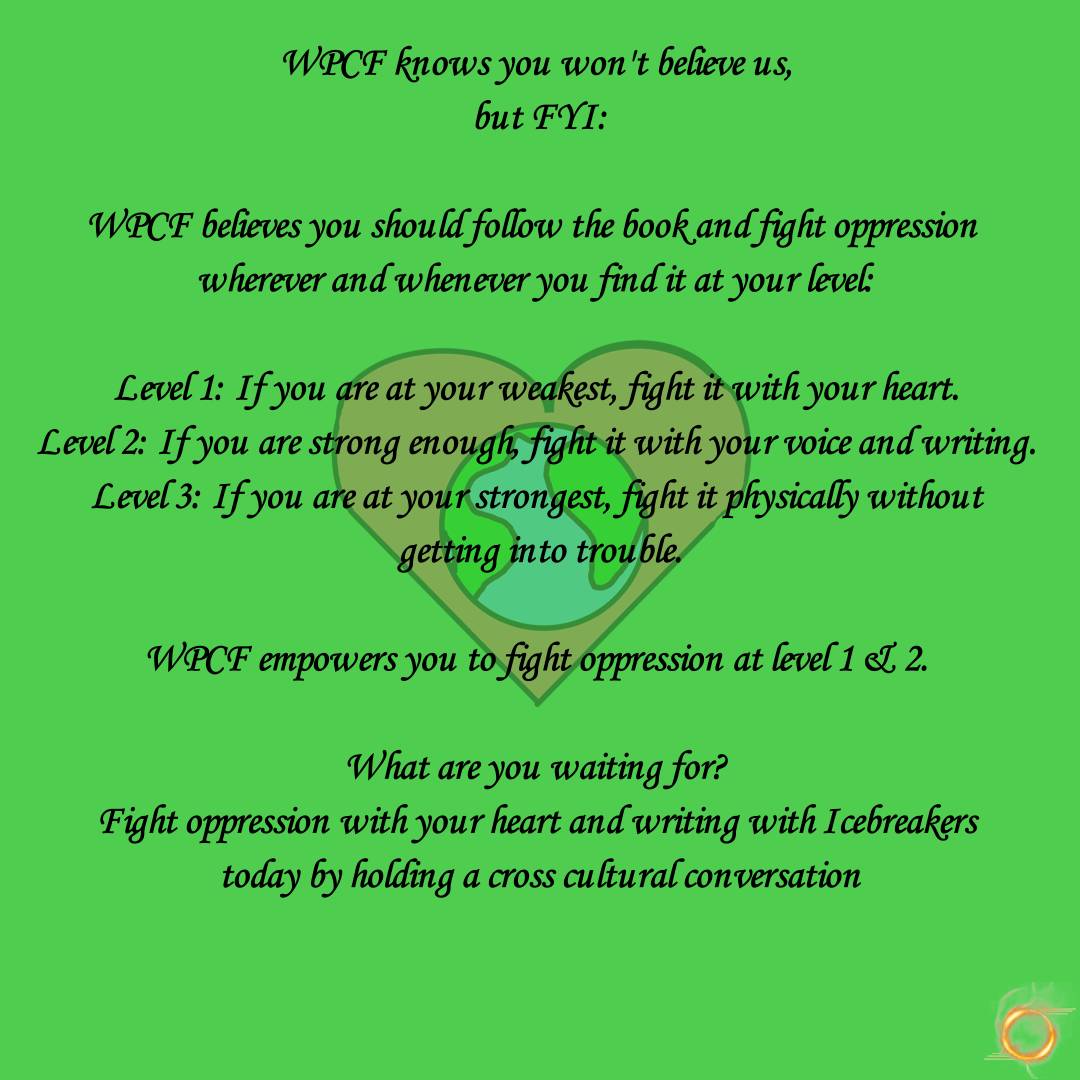 WPCF knows you won't believe us,
but FYI:
WPCF believes you should follow the book and fight oppression
wherever and whenever you find it at your level:
Level 1: If you are at your weakest, fight it with your heart.
Level 2: If you are strong enough, fight it with your voice and writing.
Level 3: If you are at your strongest, fight it physically without
getting into trouble.
WPCF empowers you to fight oppression at level 1 & 2.
What are you waiting for?
Fight oppression with your heart and writing with Icebreakers
today by holding a cross cultural conversation